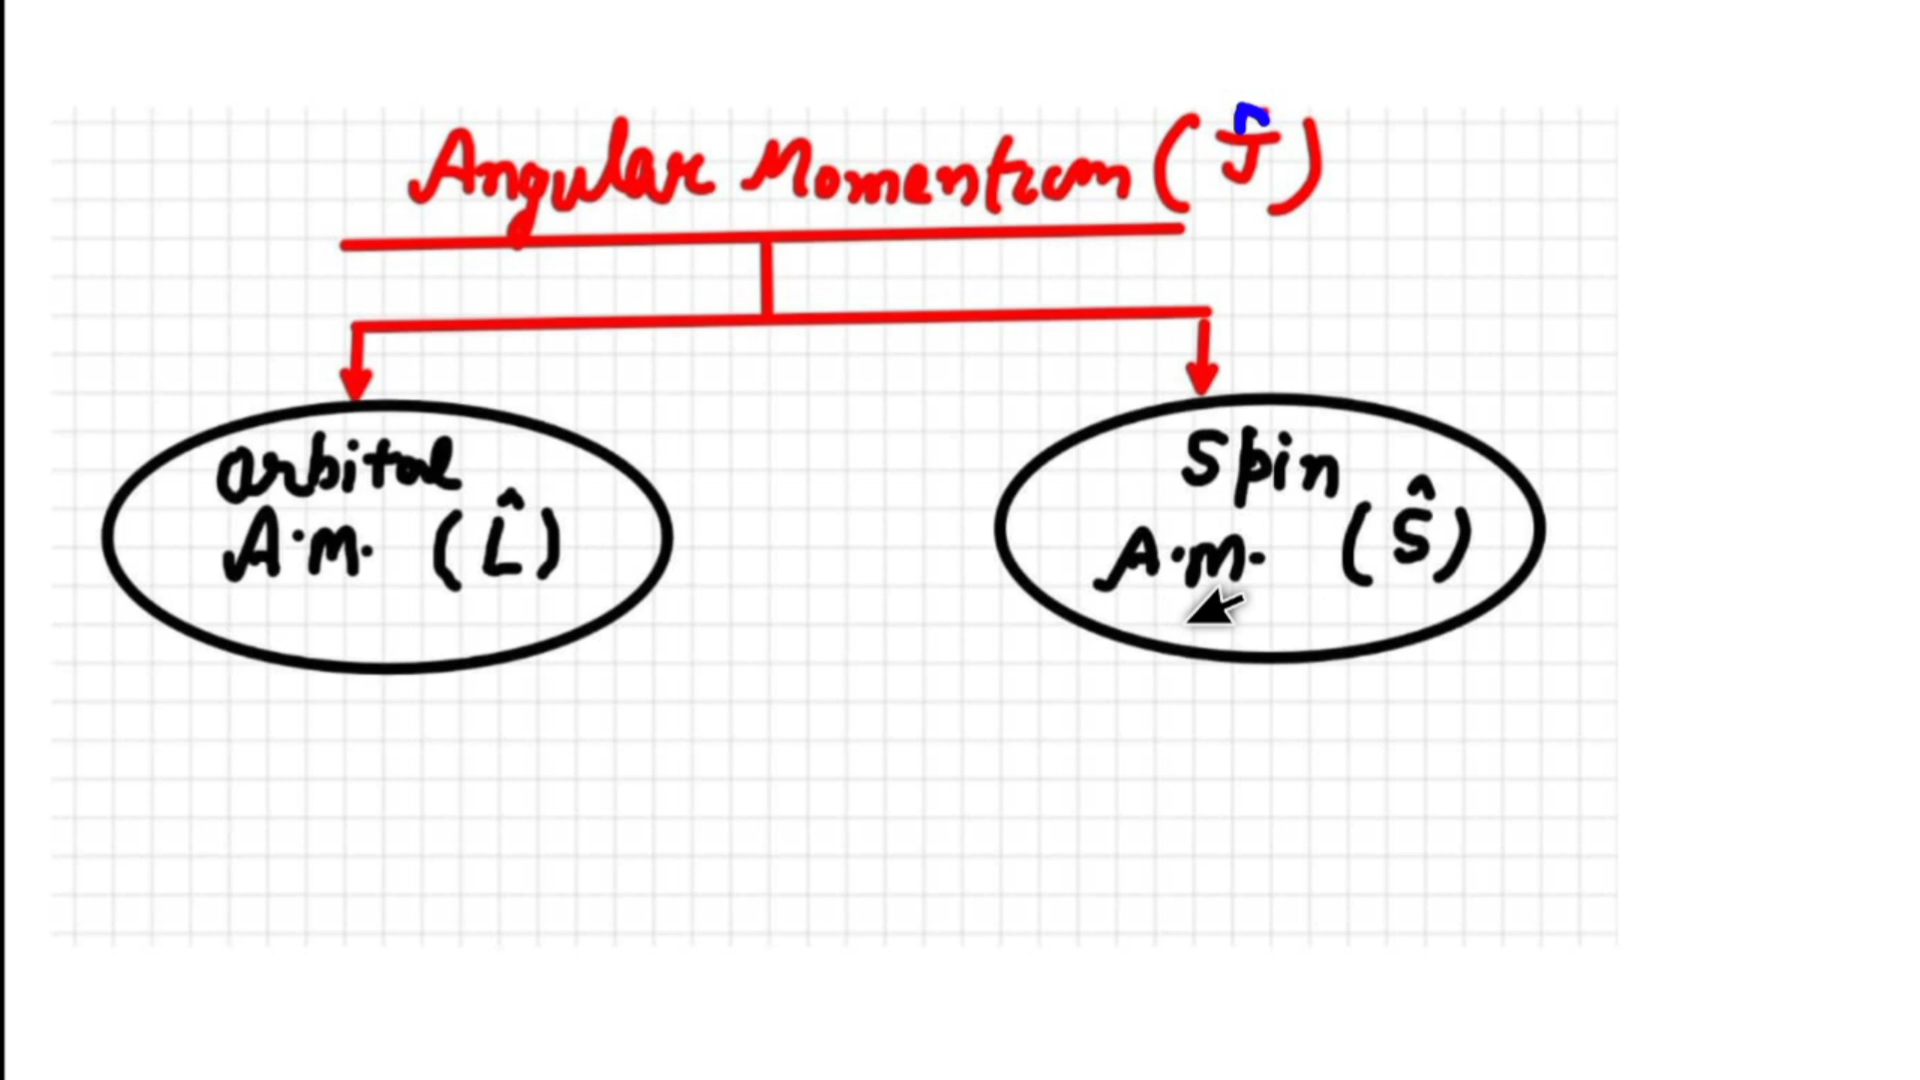 Angular Momentum (Ĵ)
orbital
A.M. (L̂)
Spin
A.M. (Ŝ)